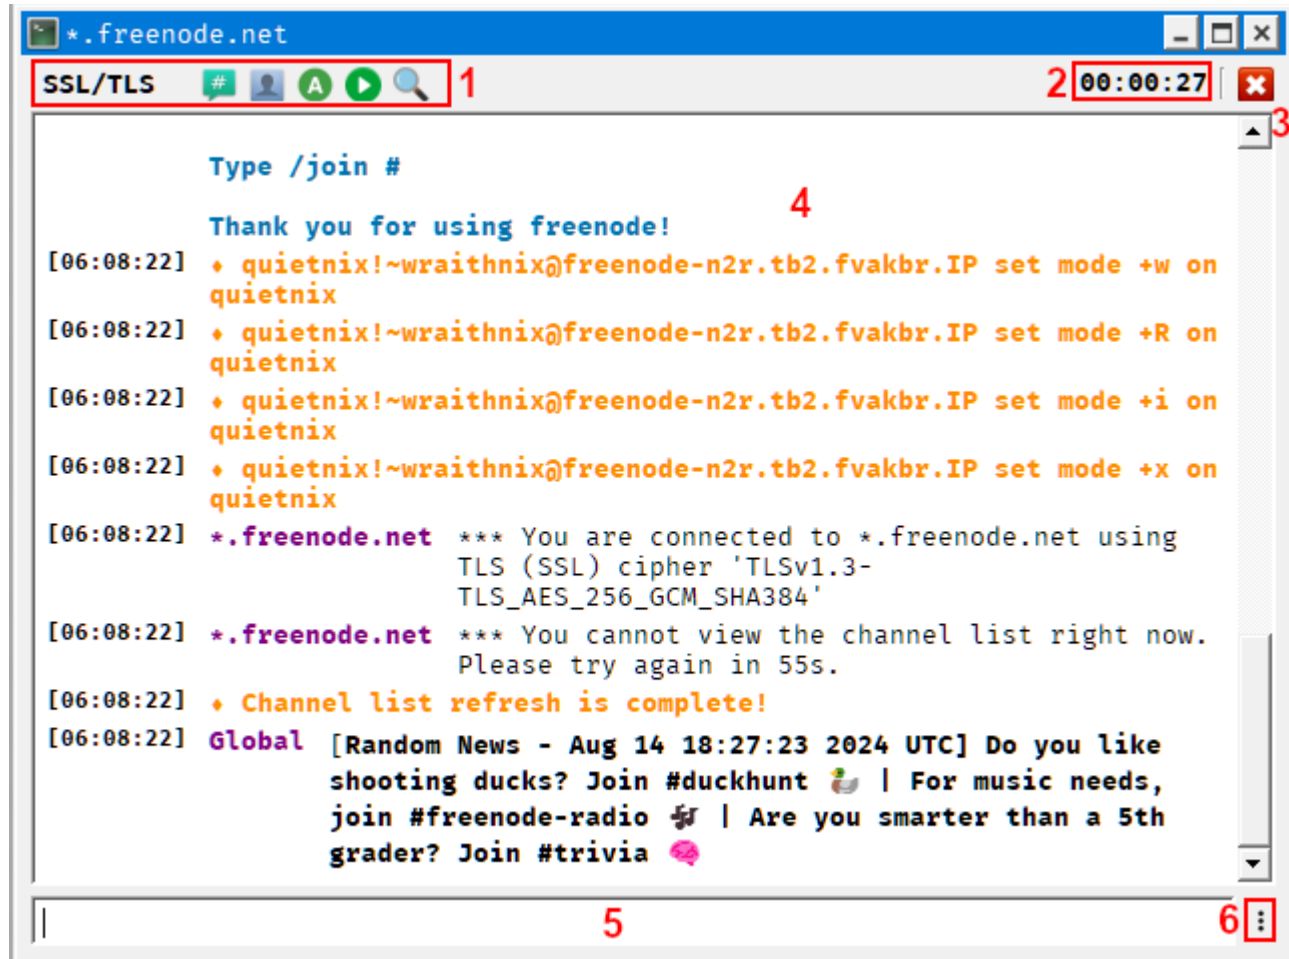 *.freenode.net
SSL/TLS # A 1 2 00:00:27
3
Type /join #
4
Thank you for using freenode!
[06:08:22] ♦ quietnix!~wraithnix@freenode-n2r.tb2.fvakbr.IP set mode +w on
quietnix
[06:08:22] ♦ quietnix!~wraithnix@freenode-n2r.tb2.fvakbr.IP set mode +R on
quietnix
[06:08:22] ♦ quietnix!~wraithnix@freenode-n2r.tb2.fvakbr.IP set mode +i on
quietnix
[06:08:22] ♦ quietnix!~wraithnix@freenode-n2r.tb2.fvakbr.IP set mode +x on
quietnix
[06:08:22] *.freenode.net *** You are connected to *.freenode.net using
TLS (SSL) cipher 'TLSv1.3-
TLS_AES_256_GCM_SHA384'
[06:08:22] *.freenode.net *** You cannot view the channel list right now.
Please try again in 55s.
[06:08:22] ♦ Channel list refresh is complete!
[06:08:22] Global [Random News - Aug 14 18:27:23 2024 UTC] Do you like
shooting ducks? Join #duckhunt 🦆 | For music needs,
join #freenode-radio 🎶 | Are you smarter than a 5th
grader? Join #trivia 🧠
5 6